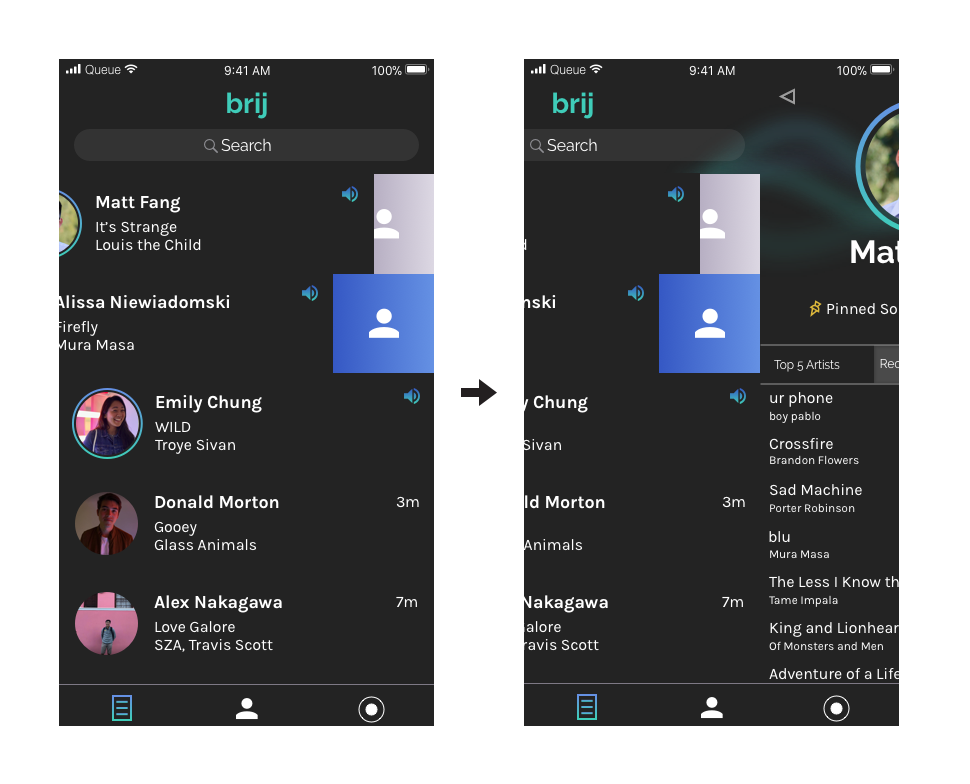 Queue
9:41 AM
100%
brij
Search
Matt Fang
It's Strange
Louis the Child
Alissa Niewiadomski
Firefly
Mura Masa
Emily Chung
WILD
Troye Sivan
Donald Morton
3m
Gooey
Glass Animals
Alex Nakagawa
7m
Love Galore
SZA, Travis Scott
Queue
9:41 AM
100%
brij
Search
d
nski
y Chung
Sivan
ld Morton
3m
Animals
Nakagawa
7m
alore
ravis Scott
Mat
Pinned So
Top 5 Artists
Rec
ur phone
boy pablo
Crossfire
Brandon Flowers
Sad Machine
Porter Robinson
blu
Mura Masa
The Less I Know th
Tame Impala
King and Lionhear
Of Monsters and Men
Adventure of a Life